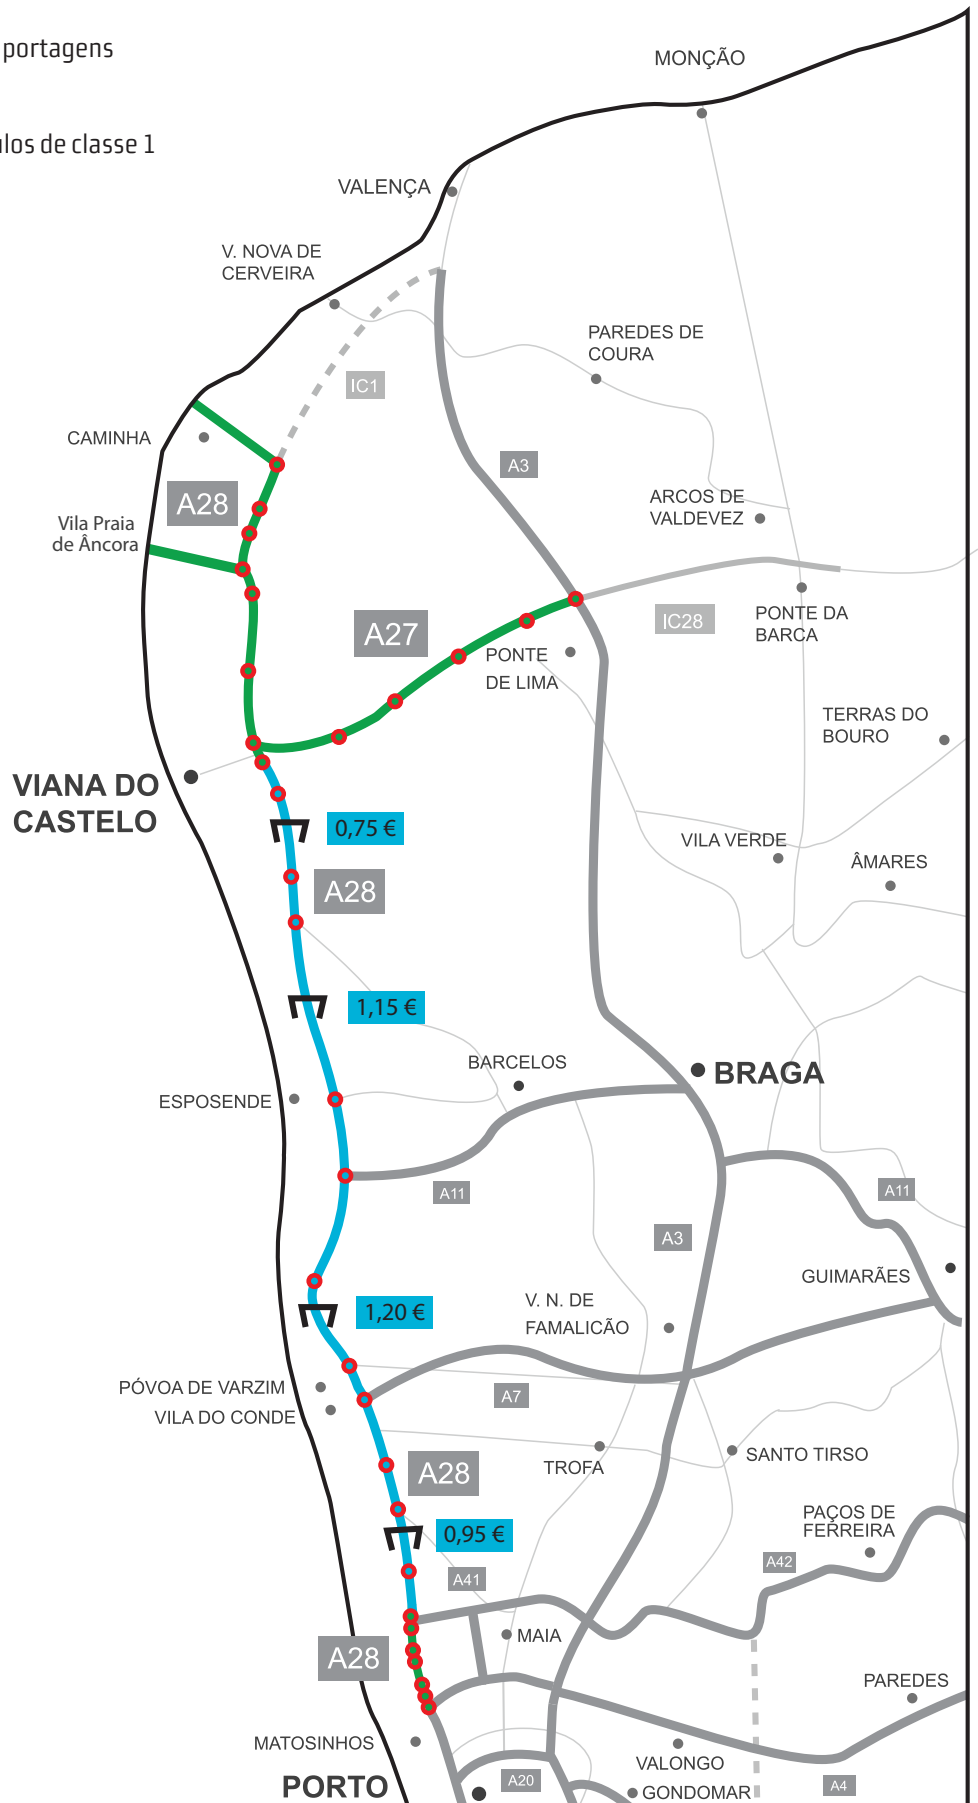 portagens
MONÇÃO
los de classe 1
VALENÇA
V. NOVA DE
CERVEIRA
PAREDES DE
COURA
IC1
CAMINHA
A3
A28
ARCOS DE
VALDEVEZ
Vila Praia
de Âncora
A27
IC28
PONTE DA
BARCA
PONTE
DE LIMA
TERRAS DO
BOURO
VIANA DO
CASTELO
0,75 €
VILA VERDE
ÂMARES
A28
1,15 €
BARCELOS
BRAGA
ESPOSENDE
A11
A11
A3
GUIMARÃES
1,20 €
V. N. DE
FAMALICÃO
PÓVOA DE VARZIM
A7
VILA DO CONDE
A28
TROFA
SANTO TIRSO
PAÇOS DE
FERREIRA
0,95 €
A42
A41
MAIA
A28
PAREDES
MATOSINHOS
VALONGO
PORTO
A20
GONDOMAR
A4